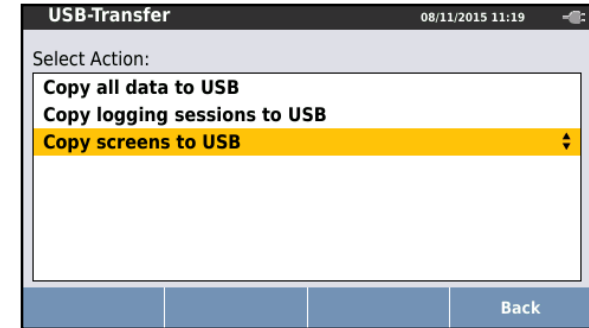 USB-Transfer 08/11/2015 11:19
Select Action:
Copy all data to USB
Copy logging sessions to USB
Copy screens to USB
Back